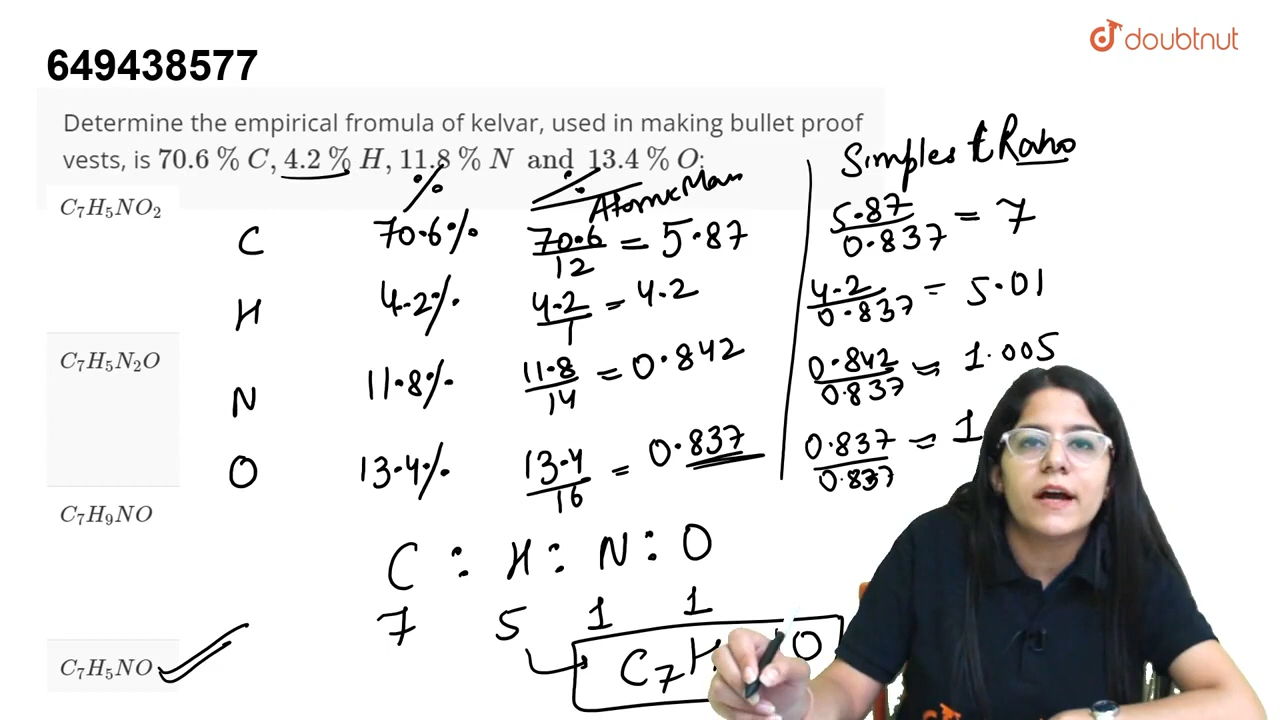 doubtnut
649438577
Determine the empirical fromula of kelvar, used in making bullet proof
vests, is 70.6 % C, 4.2 % H, 11.8 % N and 13.4 % O:
C₇H₅NO₂
C₇H₅N₂O
C₇H₉NO
C₇H₅NO
% %/Atomic Mass Simplest Ratio
C 70.6% 70.6/12 = 5.87 5.87/0.837 = 7
H 4.2% 4.2/1 = 4.2 4.2/0.837 = 5.01
N 11.8% 11.8/14 = 0.842 0.842/0.837 = 1.005
O 13.4% 13.4/16 = 0.837 0.837/0.837 = 1
C : H : N : O
7 5 1 1
C₇H O